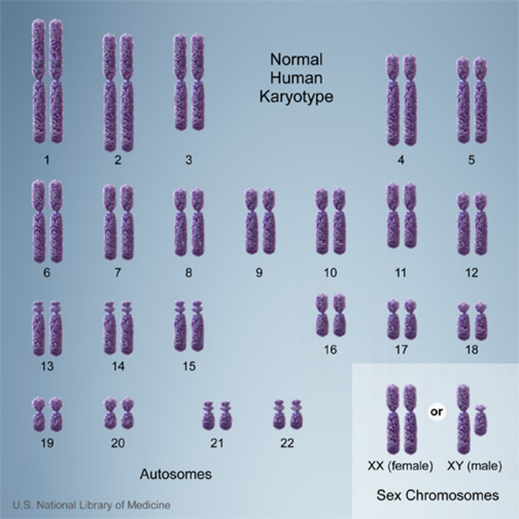 Normal
Human
Karyotype
1 2 3 4 5
6 7 8 9 10 11 12
13 14 15 16 17 18
19 20 21 22
or
XX (female) XY (male)
Autosomes
Sex Chromosomes
U.S. National Library of Medicine